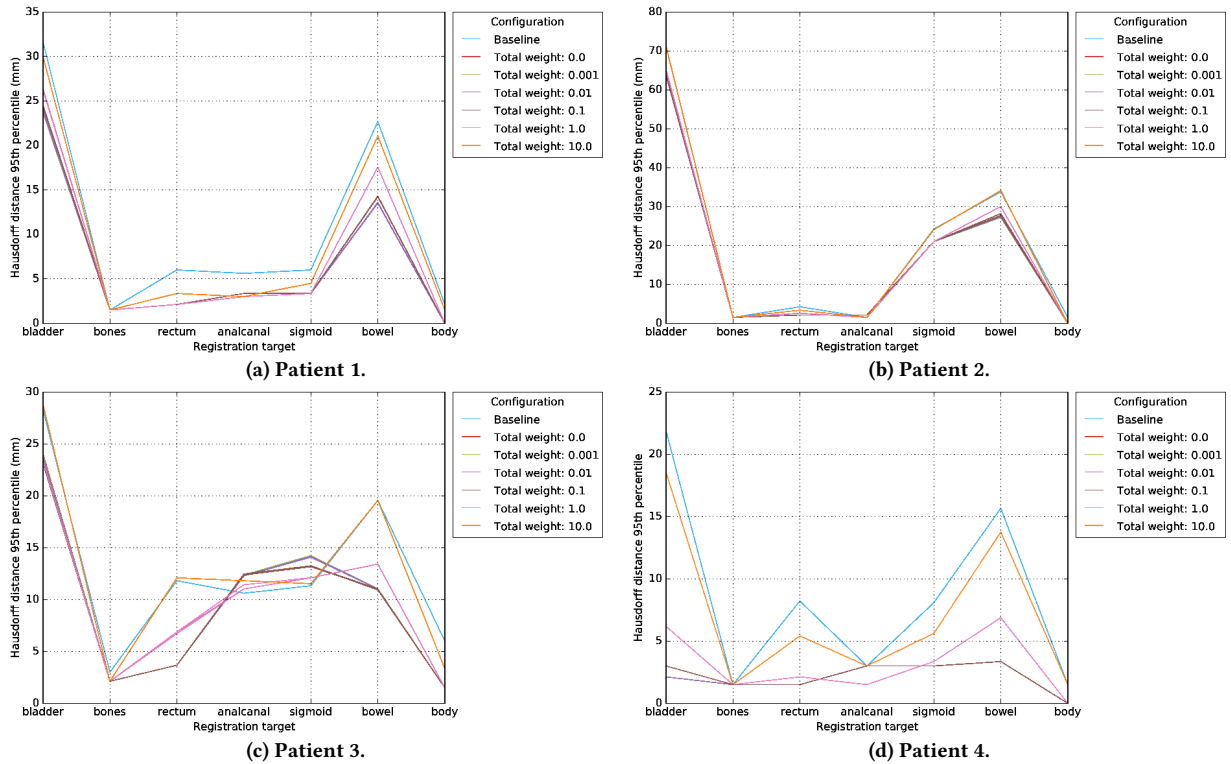 35
30
25
20
15
10
5
0
Hausdorff distance 95th percentile (mm)
bladder bones rectum analcanal sigmoid bowel body
Registration target
Configuration
Baseline
Total weight: 0.0
Total weight: 0.001
Total weight: 0.01
Total weight: 0.1
Total weight: 1.0
Total weight: 10.0
(a) Patient 1.
80
70
60
50
40
30
20
10
0
Hausdorff distance 95th percentile (mm)
bladder bones rectum analcanal sigmoid bowel body
Registration target
Configuration
Baseline
Total weight: 0.0
Total weight: 0.001
Total weight: 0.01
Total weight: 0.1
Total weight: 1.0
Total weight: 10.0
(b) Patient 2.
30
25
20
15
10
5
0
Hausdorff distance 95th percentile (mm)
bladder bones rectum analcanal sigmoid bowel body
Registration target
Configuration
Baseline
Total weight: 0.0
Total weight: 0.001
Total weight: 0.01
Total weight: 0.1
Total weight: 1.0
Total weight: 10.0
(c) Patient 3.
25
20
15
10
5
0
Hausdorff distance 95th percentile
bladder bones rectum analcanal sigmoid bowel body
Registration target
Configuration
Baseline
Total weight: 0.0
Total weight: 0.001
Total weight: 0.01
Total weight: 0.1
Total weight: 1.0
Total weight: 10.0
(d) Patient 4.